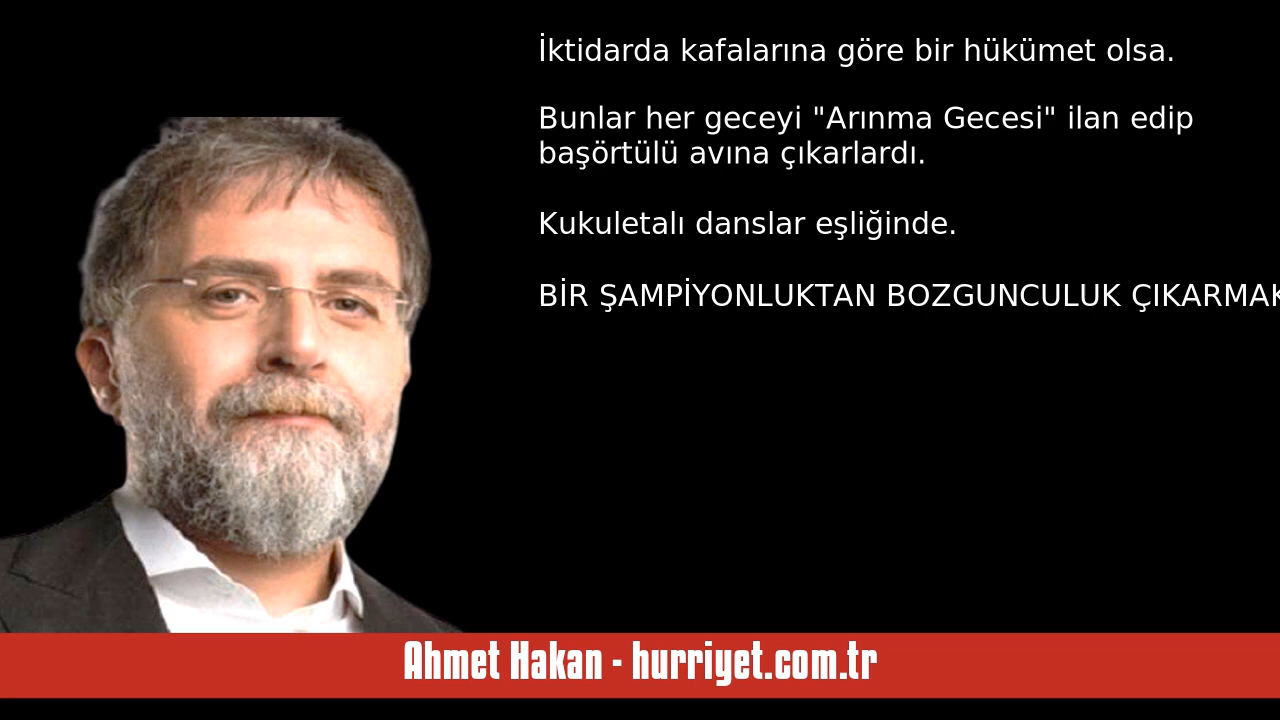 İktidarda kafalarına göre bir hükümet olsa.
Bunlar her geceyi "Arınma Gecesi" ilan edip
başörtülü avına çıkarlardı.
Kukuletalı danslar eşliğinde.
BİR ŞAMPİYONLUKTAN BOZGUNCULUK ÇIKARMAK
Ahmet Hakan - hurriyet.com.tr